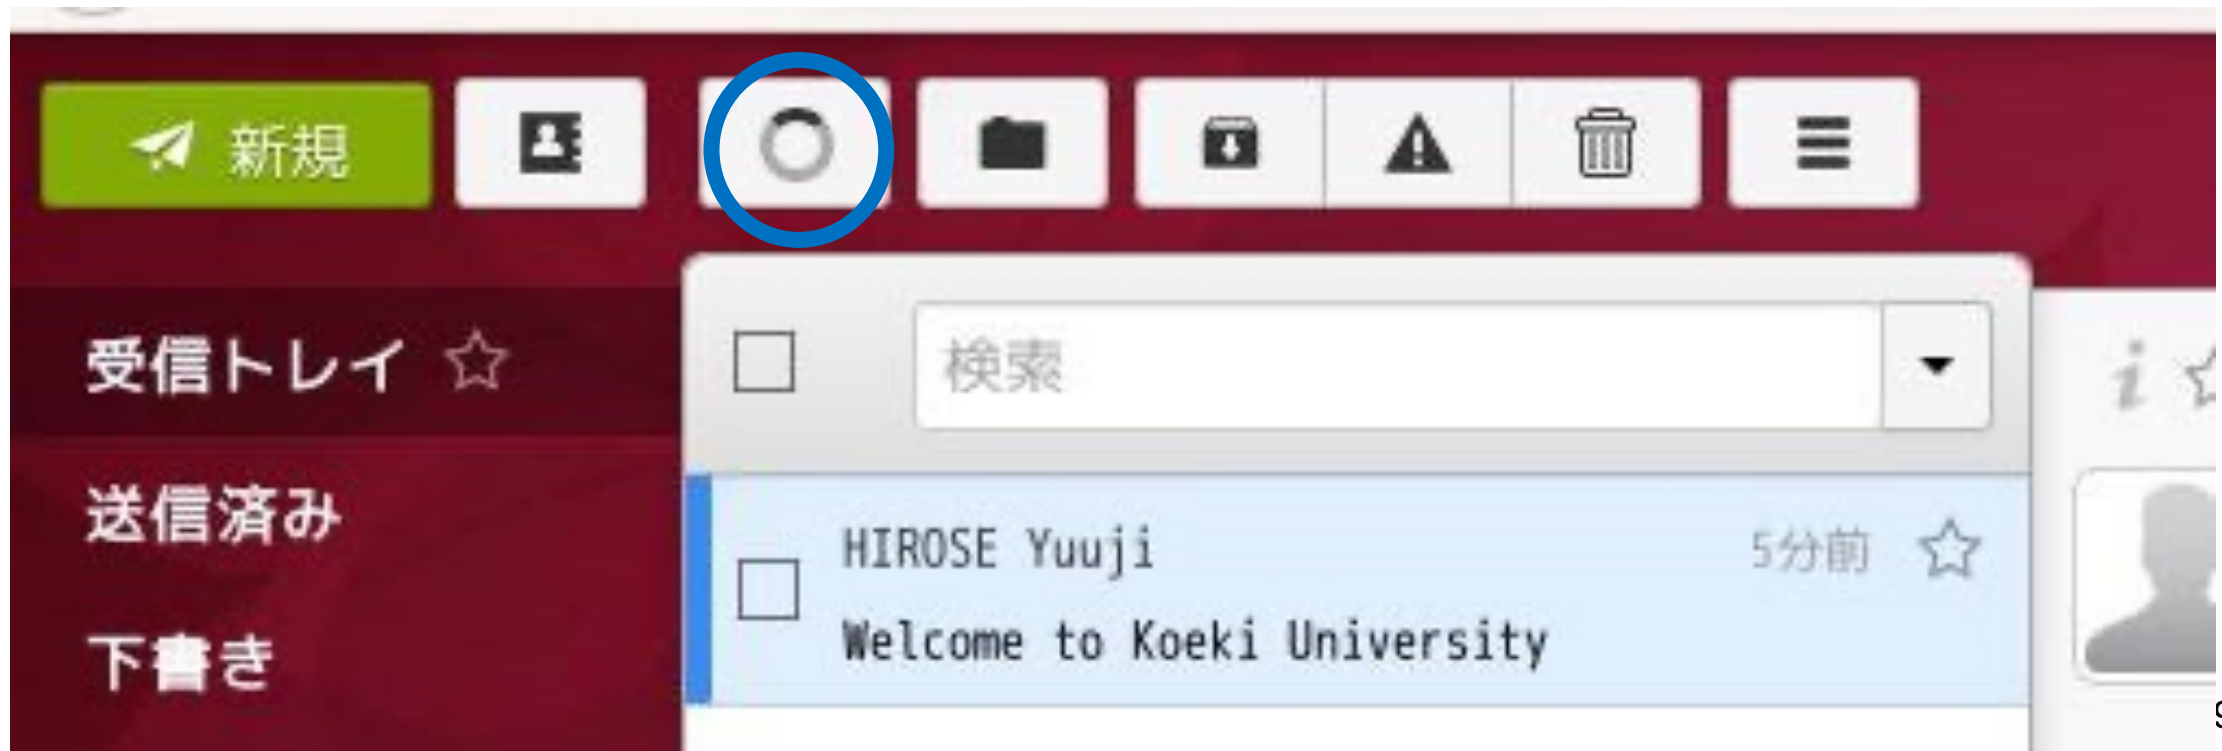 新規
受信トレイ
検索
送信済み
HIROSE Yuuji 5分前
Welcome to Koeki University
下書き